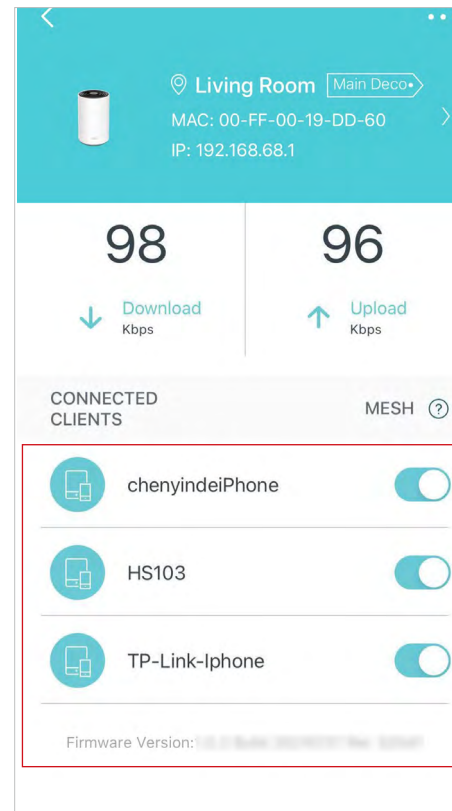 Living Room Main Deco
MAC: 00-FF-00-19-DD-60
IP: 192.168.68.1
98 96
Download Upload
Kbps Kbps
CONNECTED CLIENTS MESH ?
chenyindeiPhone
HS103
TP-Link-Iphone
Firmware Version: